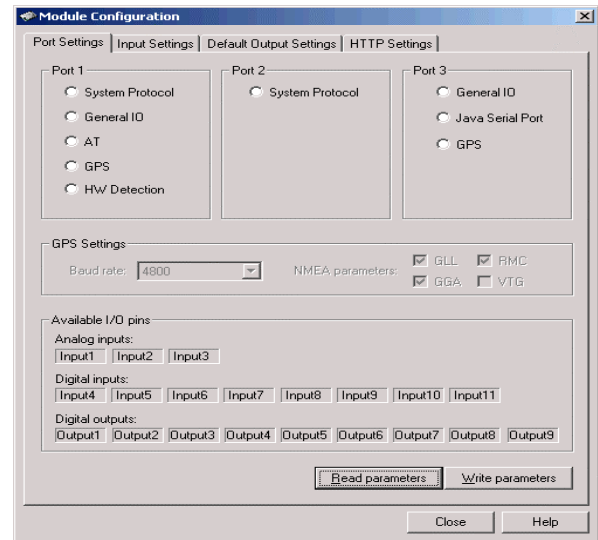 Module Configuration
Port Settings Input Settings Default Output Settings HTTP Settings
Port 1 Port 2 Port 3
System Protocol System Protocol General IO
General IO Java Serial Port
AT GPS
GPS
HW Detection
GPS Settings
Baud rate: 4800 NMEA parameters: GLL RMC
GGA VTG
Available I/O pins
Analog inputs:
Input1 Input2 Input3
Digital inputs:
Input4 Input5 Input6 Input7 Input8 Input9 Input10 Input11
Digital outputs:
Output1 Output2 Output3 Output4 Output5 Output6 Output7 Output8 Output9
Read parameters Write parameters
Close Help